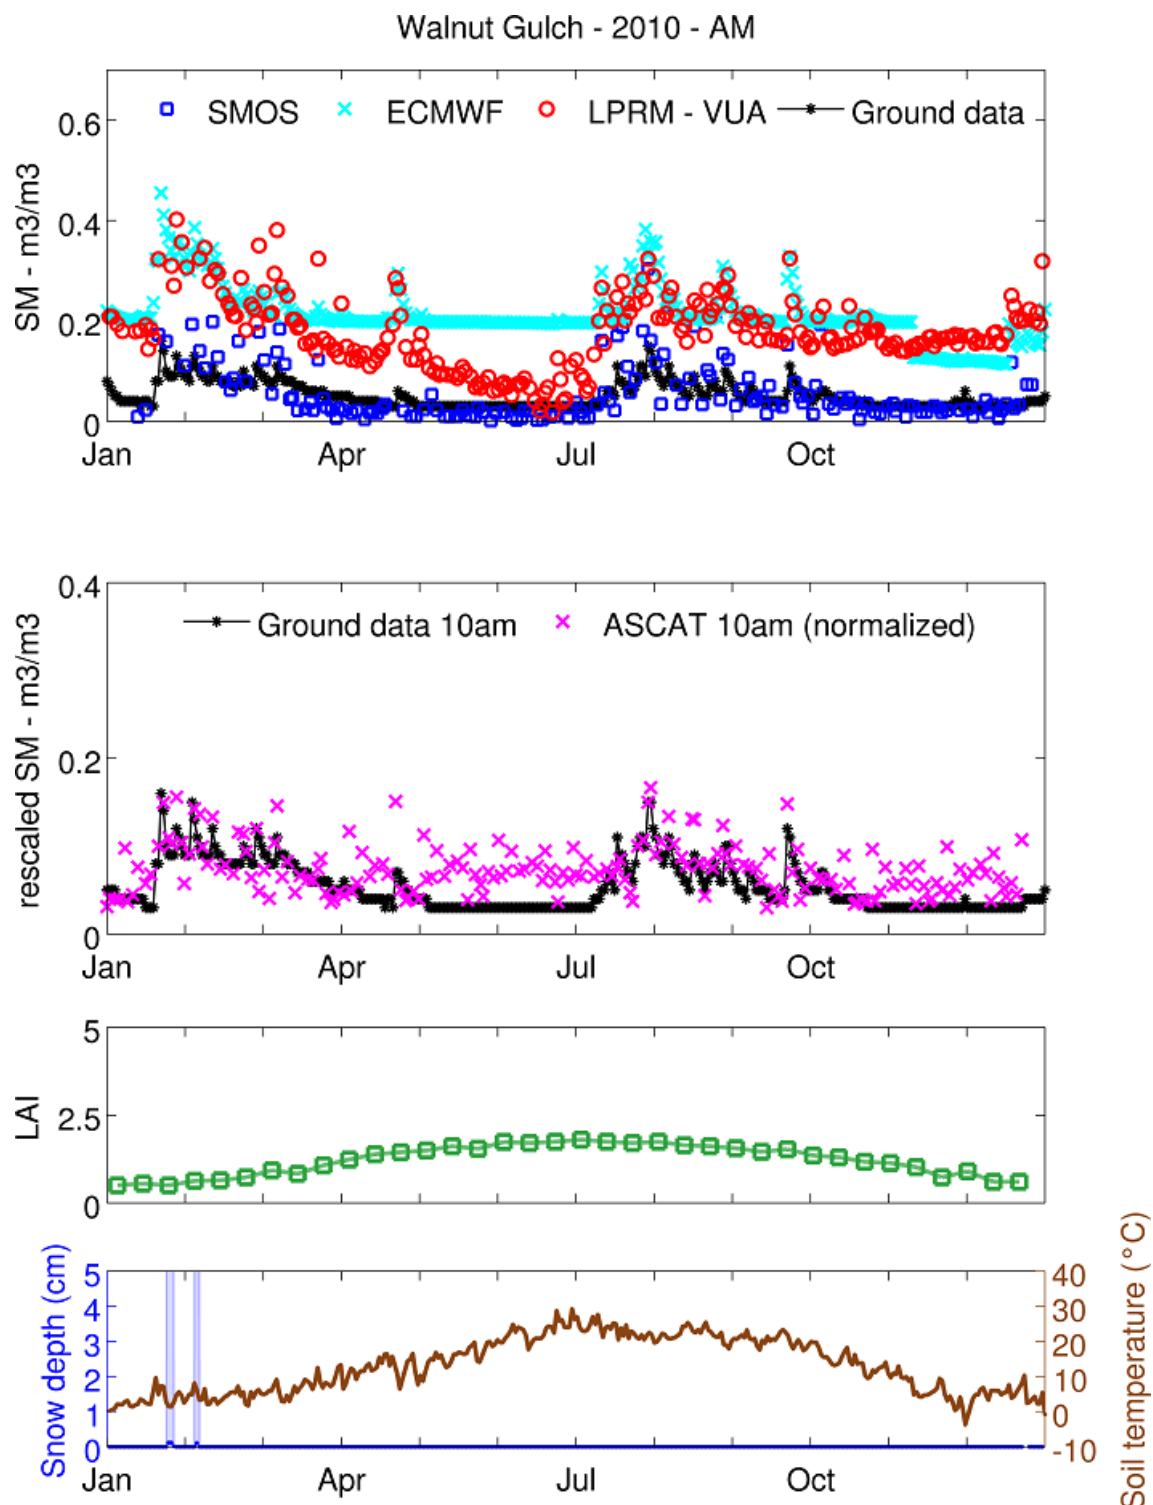 Walnut Gulch - 2010 - AM
SMOS ECMWF LPRM - VUA Ground data
SM - m3/m3
0.6
0.4
0.2
0
Jan Apr Jul Oct
Ground data 10am ASCAT 10am (normalized)
rescaled SM - m3/m3
0.4
0.2
0
Jan Apr Jul Oct
LAI
5
2.5
0
Snow depth (cm)
5
4
3
2
1
0
Soil temperature (°C)
40
30
20
10
0
-10
Jan Apr Jul Oct